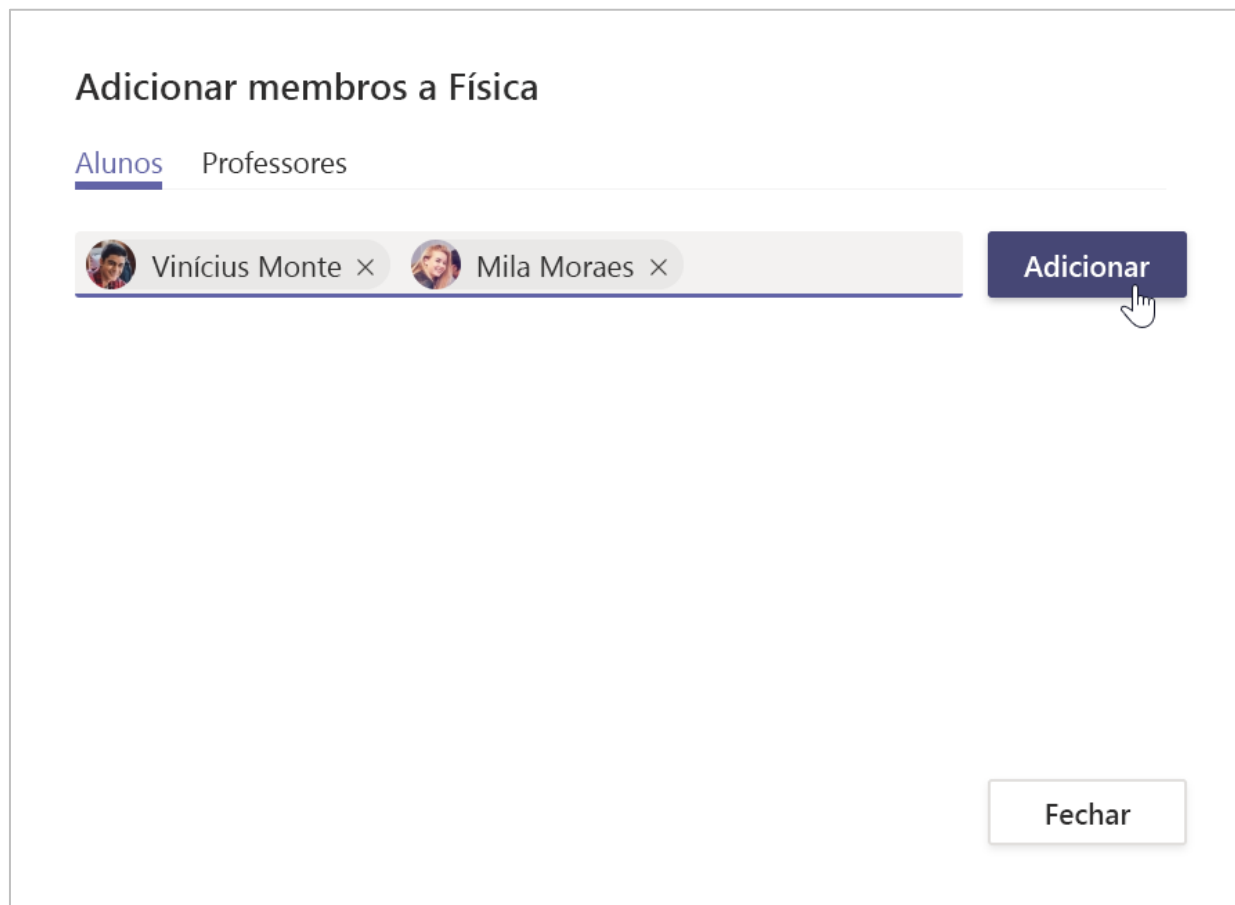 Adicionar membros a Física
Alunos Professores
Vinícius Monte × Mila Moraes × Adicionar
Fechar